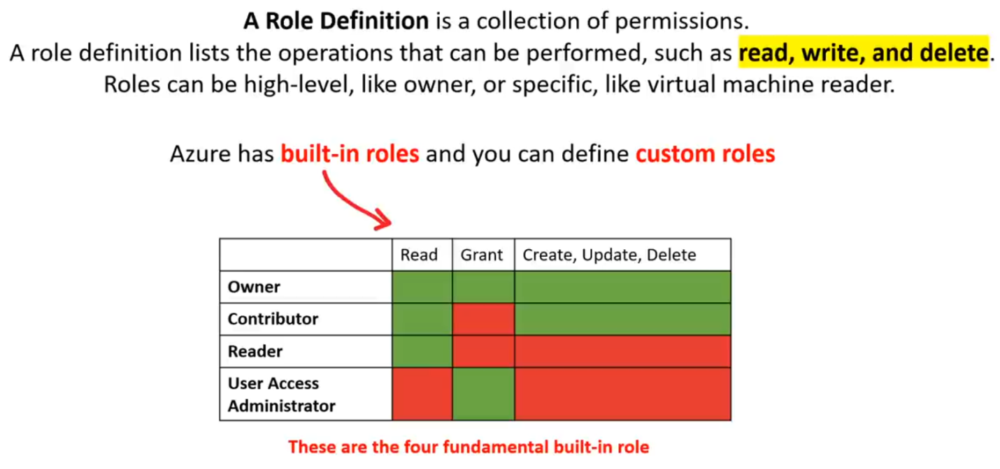 A Role Definition is a collection of permissions.
A role definition lists the operations that can be performed, such as read, write, and delete.
Roles can be high-level, like owner, or specific, like virtual machine reader.
Azure has built-in roles and you can define custom roles
Read Grant Create, Update, Delete
Owner
Contributor
Reader
User Access
Administrator
These are the four fundamental built-in role